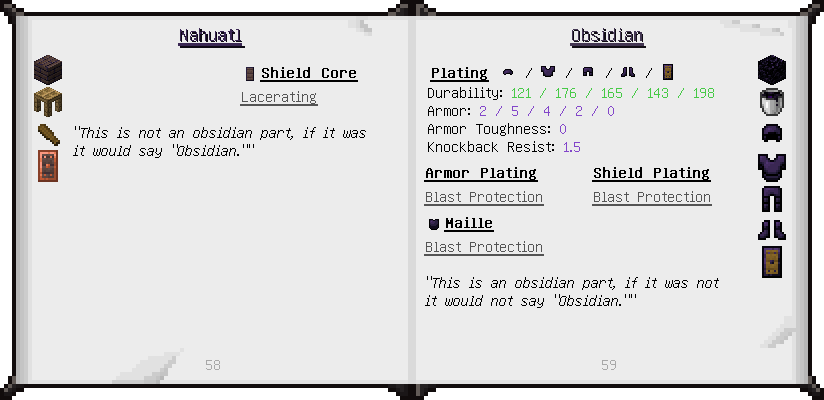 Nahuatl
Shield Core
Lacerating
"This is not an obsidian part, if it was
it would say "Obsidian.""
58
Obsidian
Plating / / / /
Durability: 121 / 176 / 165 / 143 / 198
Armor: 2 / 5 / 4 / 2 / 0
Armor Toughness: 0
Knockback Resist: 1.5
Armor Plating Shield Plating
Blast Protection Blast Protection
Maille
Blast Protection
"This is an obsidian part, if it was not
it would not say "Obsidian.""
59